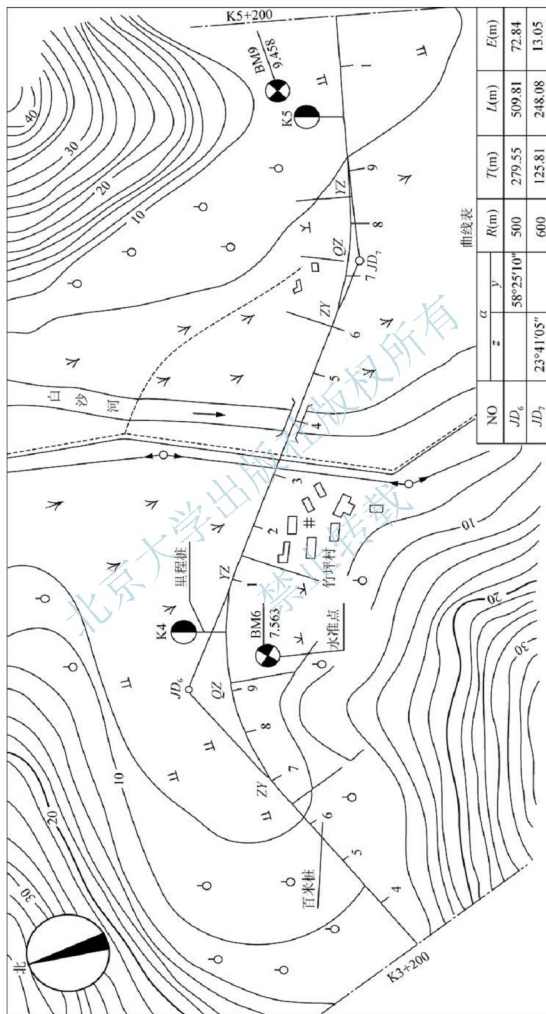 北
40
30
20
10
K5+200
BM9
9.458
K5
1
9
YZ
8
QZ
7
JD₇
ZY
6
5
4
白沙河
3
2
竹坪村
1
YZ
里程桩
K4
BM6
7.563
水准点
JD₆
QZ
9
8
7
ZY
6
5
4
百米桩
K3+200
10
20
30
10
20
30
曲线表
NO α R(m) T(m) L(m) E(m)
z y
JD₆ 58°25′10″ 500 279.55 509.81 72.84
JD₇ 23°41′05″ 600 125.81 248.08 13.05
北京大学出版社版权所有
禁止转载